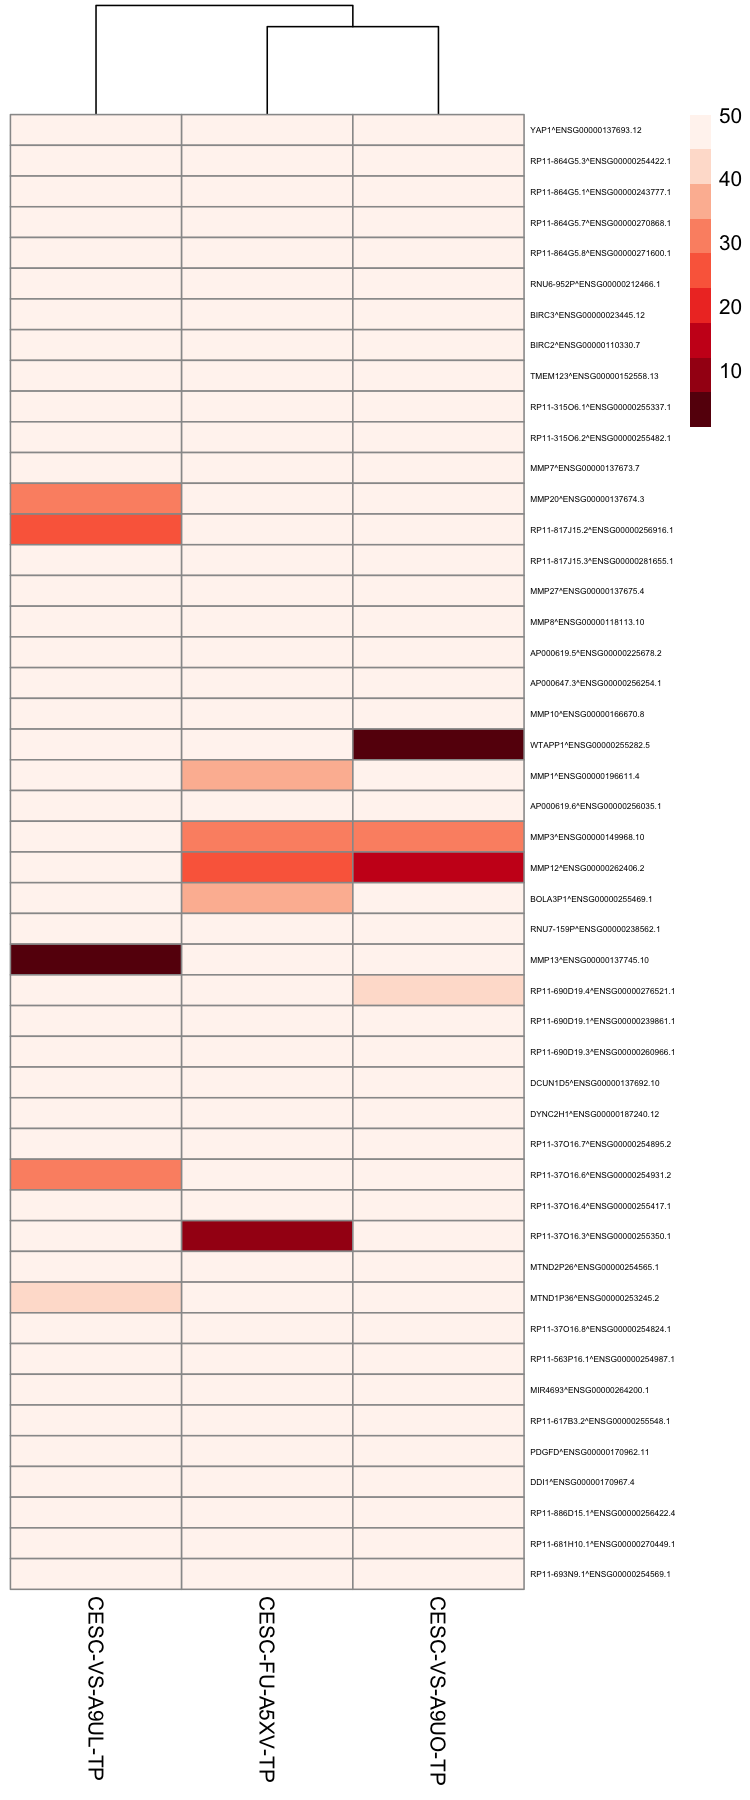 50
40
30
20
10
YAP1^ENSG00000137693.12
RP11-864G5.3^ENSG00000254422.1
RP11-864G5.1^ENSG00000243777.1
RP11-864G5.7^ENSG00000270868.1
RP11-864G5.8^ENSG00000271600.1
RNU6-952P^ENSG00000212466.1
BIRC3^ENSG00000023445.12
BIRC2^ENSG00000110330.7
TMEM123^ENSG00000152558.13
RP11-315O6.1^ENSG00000255337.1
RP11-315O6.2^ENSG00000255482.1
MMP7^ENSG00000137673.7
MMP20^ENSG00000137674.3
RP11-817J15.2^ENSG00000256916.1
RP11-817J15.3^ENSG00000281655.1
MMP27^ENSG00000137675.4
MMP8^ENSG00000118113.10
AP000619.5^ENSG00000225678.2
AP000647.3^ENSG00000256254.1
MMP10^ENSG00000166670.8
WTAPP1^ENSG00000255282.5
MMP1^ENSG00000196611.4
AP000619.6^ENSG00000256035.1
MMP3^ENSG00000149968.10
MMP12^ENSG00000262406.2
BOLA3P1^ENSG00000255469.1
RNU7-159P^ENSG00000238562.1
MMP13^ENSG00000137745.10
RP11-690D19.4^ENSG00000276521.1
RP11-690D19.1^ENSG00000239861.1
RP11-690D19.3^ENSG00000260966.1
DCUN1D5^ENSG00000137692.10
DYNC2H1^ENSG00000187240.12
RP11-37O16.7^ENSG00000254895.2
RP11-37O16.6^ENSG00000254931.2
RP11-37O16.4^ENSG00000255417.1
RP11-37O16.3^ENSG00000255350.1
MTND2P26^ENSG00000254565.1
MTND1P36^ENSG00000253245.2
RP11-37O16.8^ENSG00000254824.1
RP11-563P16.1^ENSG00000254987.1
MIR4693^ENSG00000264200.1
RP11-617B3.2^ENSG00000255548.1
PDGFD^ENSG00000170962.11
DDI1^ENSG00000170967.4
RP11-886D15.1^ENSG00000256422.4
RP11-681H10.1^ENSG00000270449.1
RP11-693N9.1^ENSG00000254569.1
CESC-VS-A9UL-TP
CESC-FU-A5XV-TP
CESC-VS-A9UO-TP